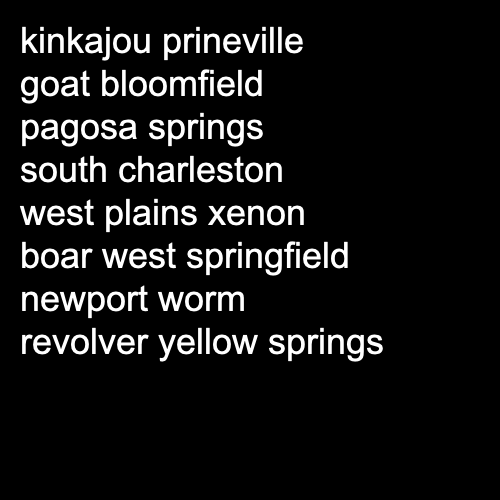 kinkajou prineville
goat bloomfield
pagosa springs
south charleston
west plains xenon
boar west springfield
newport worm
revolver yellow springs